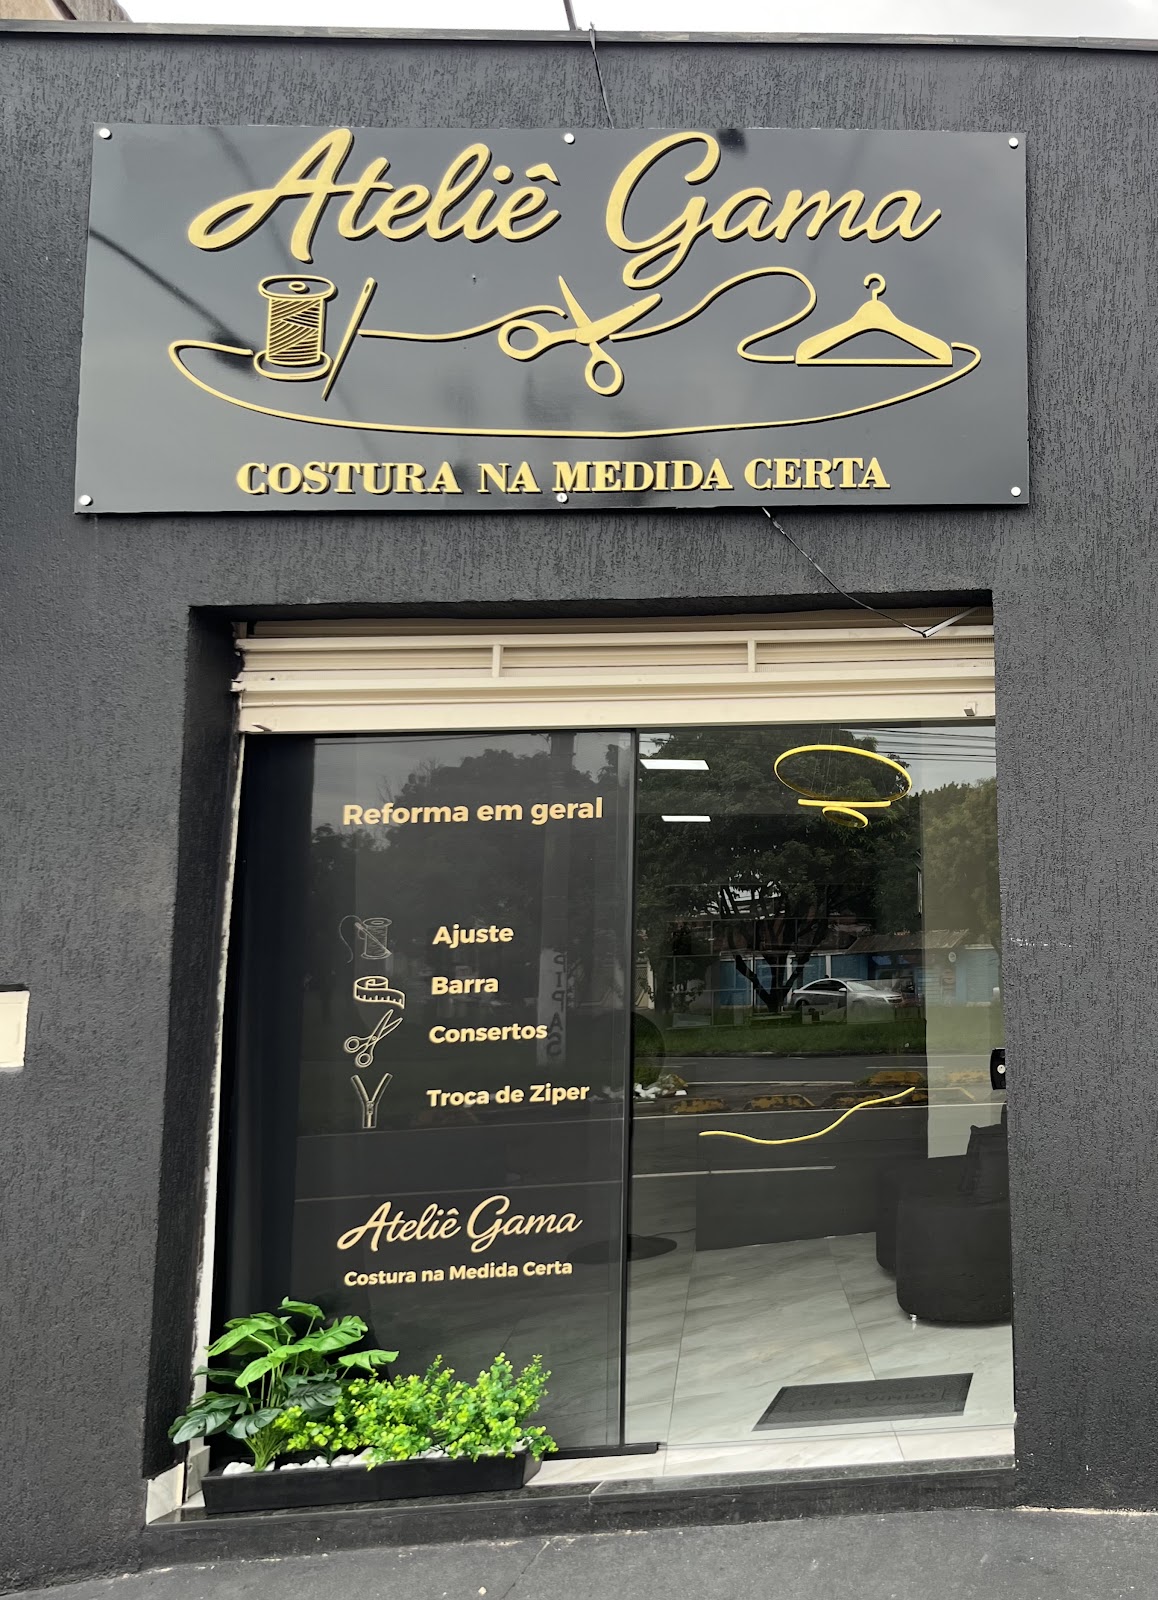 Ateliê Gama
COSTURA NA MEDIDA CERTA
Reforma em geral
Ajuste
Barra
Consertos
Troca de Ziper
Ateliê Gama
Costura na Medida Certa